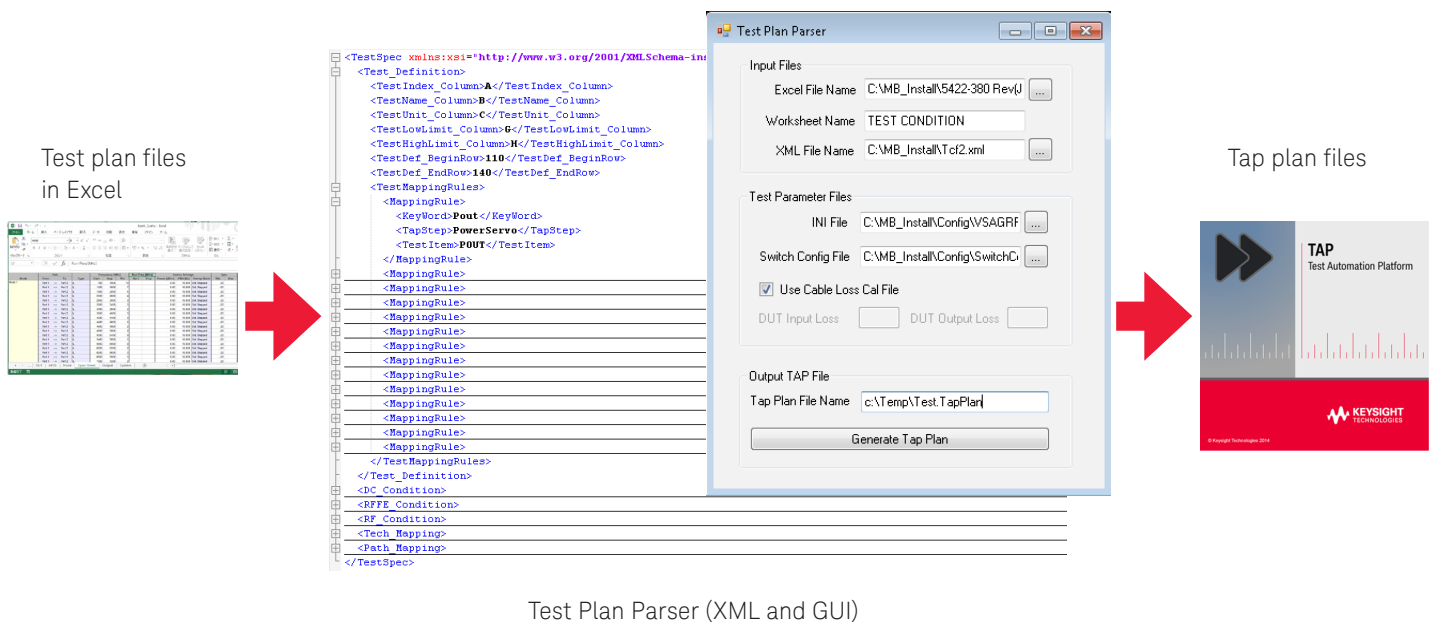 Test plan files
in Excel
<TestSpec xmlns:xsi="http://www.w3.org/2001/XMLSchema-ins
<Test_Definition>
<TestIndex_Column>A</TestIndex_Column>
<TestName_Column>B</TestName_Column>
<TestUnit_Column>C</TestUnit_Column>
<TestLowLimit_Column>G</TestLowLimit_Column>
<TestHighLimit_Column>H</TestHighLimit_Column>
<TestDef_BeginRow>110</TestDef_BeginRow>
<TestDef_EndRow>140</TestDef_EndRow>
<TestMappingRules>
<MappingRule>
<KeyWord>Pout</KeyWord>
<TapStep>PowerServo</TapStep>
<TestItem>POUT</TestItem>
</MappingRule>
<MappingRule>
<MappingRule>
<MappingRule>
<MappingRule>
<MappingRule>
<MappingRule>
<MappingRule>
<MappingRule>
<MappingRule>
<MappingRule>
<MappingRule>
<MappingRule>
<MappingRule>
</TestMappingRules>
</Test_Definition>
<DC_Condition>
<RFFE_Condition>
<RF_Condition>
<Tech_Mapping>
<Path_Mapping>
</TestSpec>
Test Plan Parser
Input Files
Excel File Name C:\MB_Install\5422-380 Rev(J ...
Worksheet Name TEST CONDITION
XML File Name C:\MB_Install\Tcf2.xml ...
Test Parameter Files
INI File C:\MB_Install\Config\VSAGRF ...
Switch Config File C:\MB_Install\Config\SwitchCo ...
Use Cable Loss Cal File
DUT Input Loss DUT Output Loss
Output TAP File
Tap Plan File Name c:\Temp\Test.TapPlan
Generate Tap Plan
Tap plan files
TAP
Test Automation Platform
KEYSIGHT
TECHNOLOGIES
© Keysight Technologies 2014
Test Plan Parser (XML and GUI)